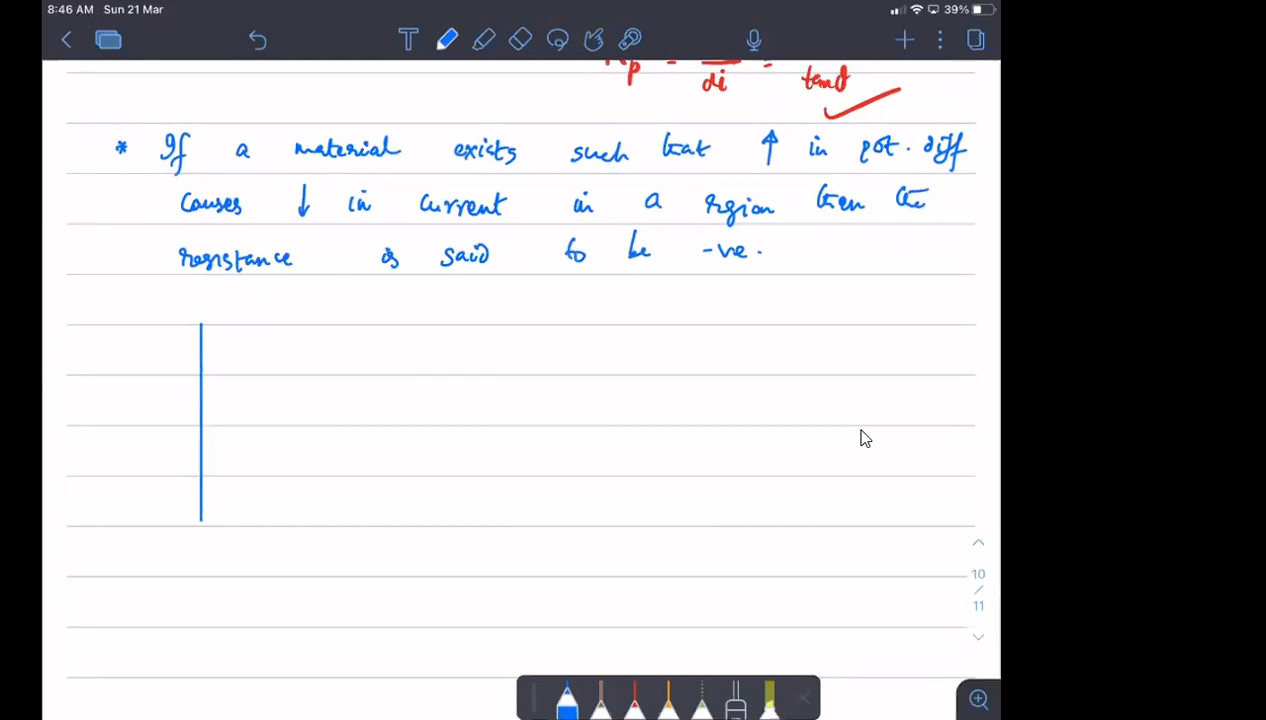 8:46 AM Sun 21 Mar
39%
T
p = di = tanθ
* If a material exists such that ↑ in pot. diff
causes ↓ in current in a region then the
resistance is said to be -ve.
10
/
11